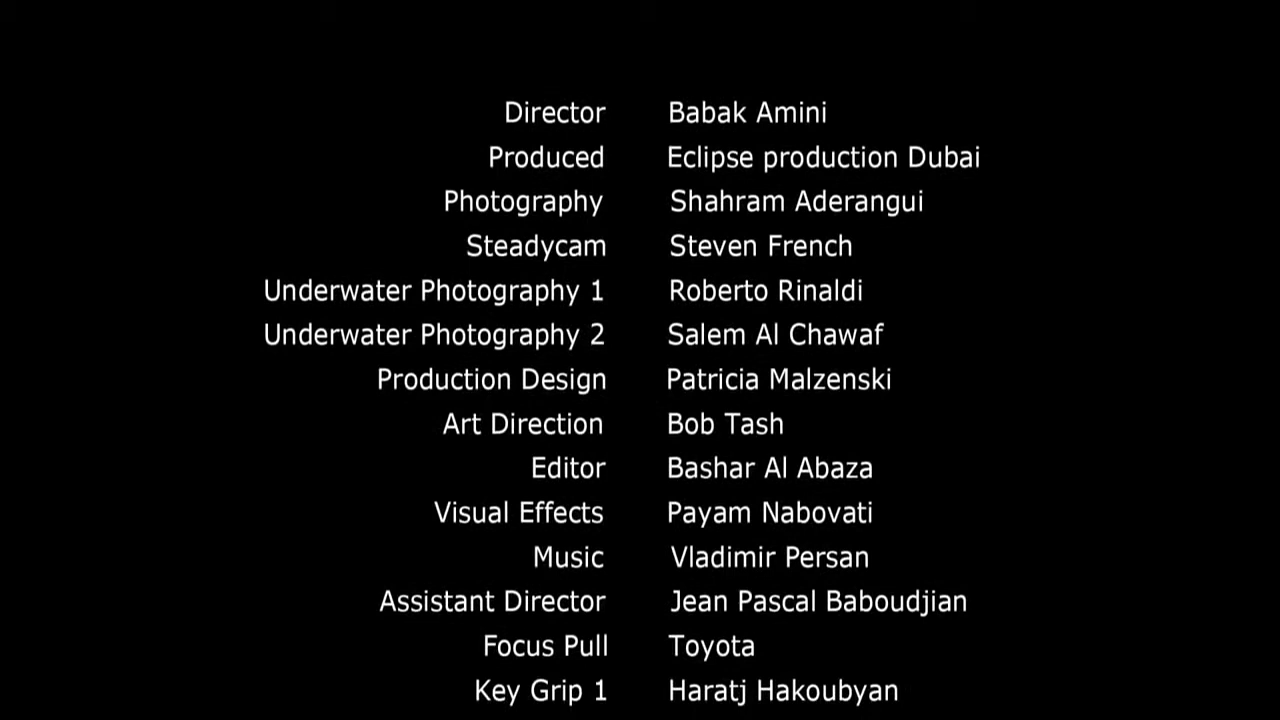 Director Babak Amini
Produced Eclipse production Dubai
Photography Shahram Aderangui
Steadycam Steven French
Underwater Photography 1 Roberto Rinaldi
Underwater Photography 2 Salem Al Chawaf
Production Design Patricia Malzenski
Art Direction Bob Tash
Editor Bashar Al Abaza
Visual Effects Payam Nabovati
Music Vladimir Persan
Assistant Director Jean Pascal Baboudjian
Focus Pull Toyota
Key Grip 1 Haratj Hakoubyan